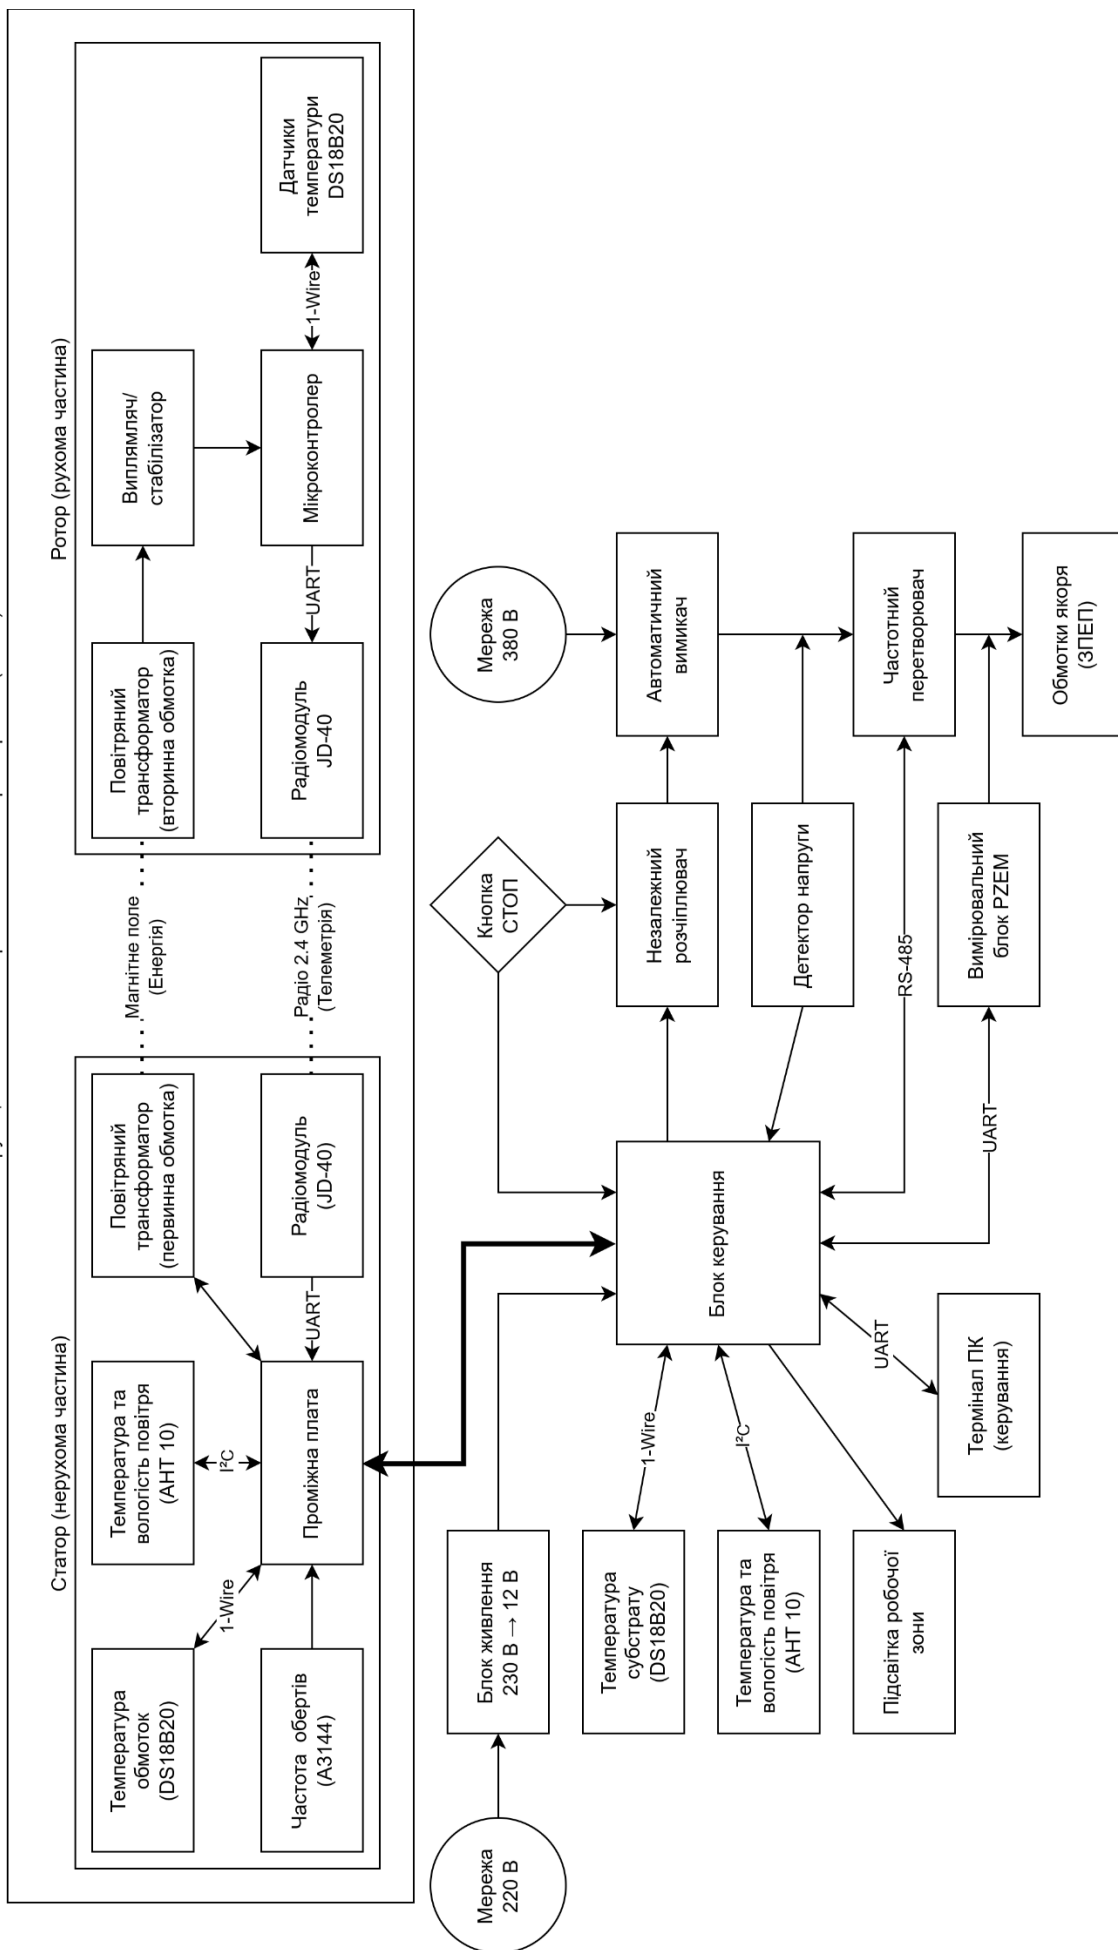 Статор (нерухома частина)
Ротор (рухома частина)
Температура
обмоток
(DS18B20)
Температура та
вологість повітря
(АНТ 10)
Повітряний
трансформатор
(первинна обмотка)
Магнітне поле
(Енергія)
Повітряний
трансформатор
(вторинна обмотка)
Виплямляч/
стабілізатор
1-Wire
I²C
Частота обертів
(A3144)
Проміжна плата
UART
Радіомодуль
(JD-40)
Радіо 2.4 GHz
(Телеметрія)
Радіомодуль
JD-40
UART
Мікроконтролер
1-Wire
Датчики
температури
DS18B20
Мережа
220 В
Блок живлення
230 В → 12 В
Кнопка
СТОП
Мережа
380 В
Температура
субстрату
(DS18B20)
1-Wire
Температура та
вологість повітря
(АНТ 10)
I²C
Підсвітка робочої
зони
Блок керування
Незалежний
розчіплювач
Автоматичний
вимикач
Детектор напруги
RS-485
Частотний
перетворювач
UART
Термінал ПК
(керування)
UART
Вимірювальний
блок PZEM
Обмотки якоря
(ЗПЕП)